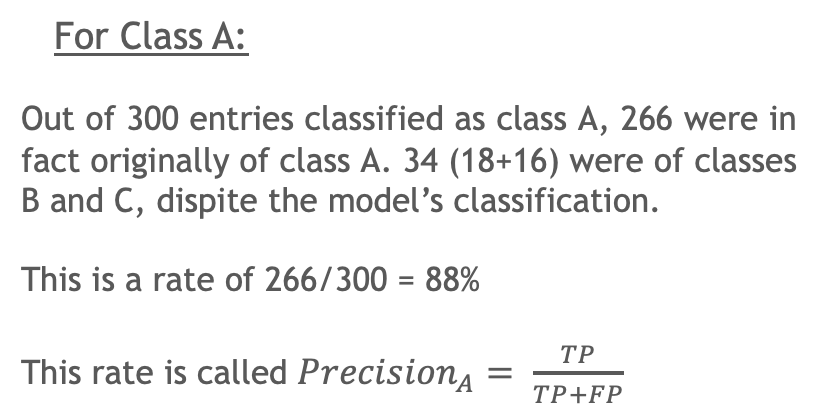 For Class A:
Out of 300 entries classified as class A, 266 were in
fact originally of class A. 34 (18+16) were of classes
B and C, dispite the model’s classification.
This is a rate of 266/300 = 88%
This rate is called Precision_A = TP / TP+FP